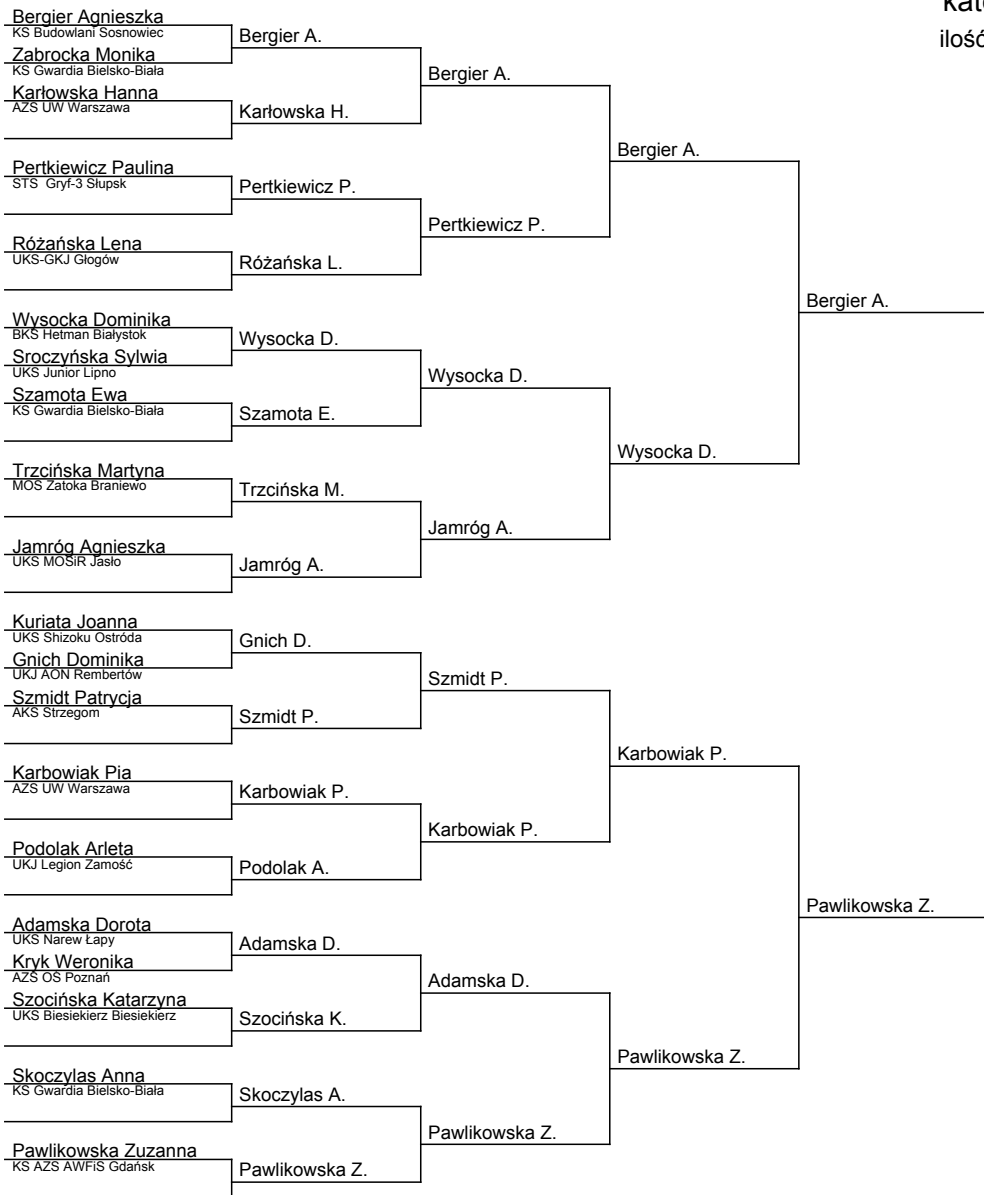 kat
ilość
Bergier Agnieszka
KS Budowlani Sosnowiec
Zabrocka Monika
KS Gwardia Bielsko-Biała
Karłowska Hanna
AZS UW Warszawa
Pertkiewicz Paulina
STS Gryf-3 Słupsk
Różańska Lena
UKS-GKJ Głogów
Wysocka Dominika
BKS Hetman Białystok
Sroczyńska Sylwia
UKS Junior Lipno
Szamota Ewa
KS Gwardia Bielsko-Biała
Trzcińska Martyna
MOS Zatoka Braniewo
Jamróg Agnieszka
UKS MOSiR Jasło
Kuriata Joanna
UKS Shizoku Ostróda
Gnich Dominika
UKJ AON Rembertów
Szmidt Patrycja
AKS Strzegom
Karbowiak Pia
AZS UW Warszawa
Podolak Arleta
UKJ Legion Zamość
Adamska Dorota
UKS Narew Łapy
Kryk Weronika
AZS OŚ Poznań
Szocińska Katarzyna
UKS Biesiekierz Biesiekierz
Skoczylas Anna
KS Gwardia Bielsko-Biała
Pawlikowska Zuzanna
KS AZS AWFiS Gdańsk
Bergier A.
Karłowska H.
Pertkiewicz P.
Różańska L.
Wysocka D.
Szamota E.
Trzcińska M.
Jamróg A.
Gnich D.
Szmidt P.
Karbowiak P.
Podolak A.
Adamska D.
Szocińska K.
Skoczylas A.
Pawlikowska Z.
Bergier A.
Pertkiewicz P.
Wysocka D.
Jamróg A.
Szmidt P.
Karbowiak P.
Adamska D.
Pawlikowska Z.
Bergier A.
Wysocka D.
Karbowiak P.
Pawlikowska Z.
Bergier A.
Pawlikowska Z.